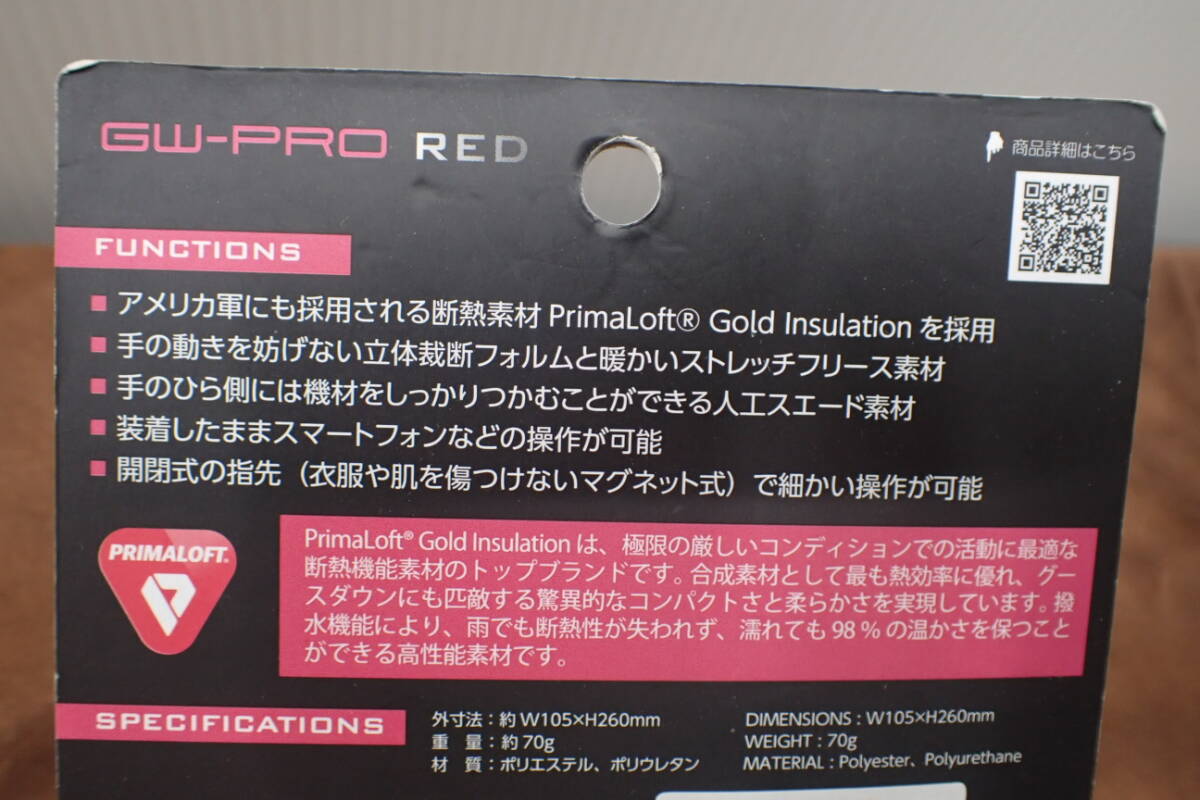 GW-PRO RED
商品詳細はこちら
FUNCTIONS
■ アメリカ軍にも採用される断熱素材 PrimaLoft® Gold Insulation を採用
■ 手の動きを妨げない立体裁断フォルムと暖かいストレッチフリース素材
■ 手のひら側には機材をしっかりつかむことができる人工スエード素材
■ 装着したままスマートフォンなどの操作が可能
■ 開閉式の指先（衣服や肌を傷つけないマグネット式）で細かい操作が可能
PRIMALOFT®
PrimaLoft® Gold Insulation は、極限の厳しいコンディションでの活動に最適な
断熱機能素材のトップブランドです。合成素材として最も熱効率に優れ、グー
スダウンにも匹敵する驚異的なコンパクトさと柔らかさを実現しています。撥
水機能により、雨でも断熱性が失われず、濡れても 98 % の温かさを保つこと
ができる高性能素材です。
SPECIFICATIONS
外寸法：約 W105×H260mm
重 量：約 70g
材 質：ポリエステル、ポリウレタン
DIMENSIONS : W105×H260mm
WEIGHT : 70g
MATERIAL : Polyester、Polyurethane